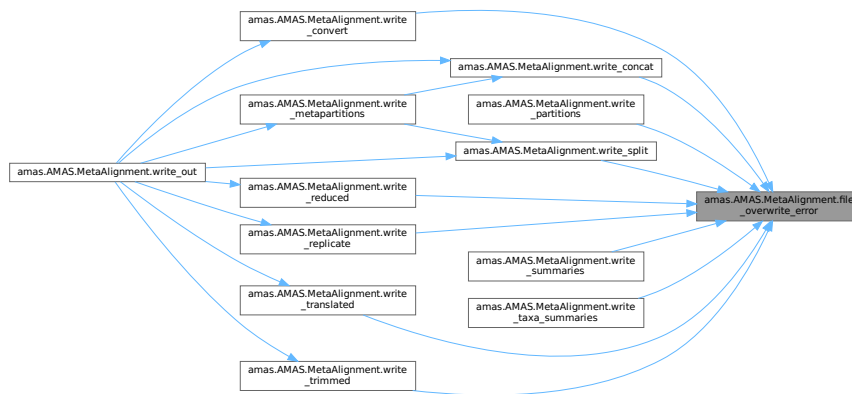 amas.AMAS.MetaAlignment.write
_convert
amas.AMAS.MetaAlignment.write_concat
amas.AMAS.MetaAlignment.write
_metapartitions
amas.AMAS.MetaAlignment.write
_partitions
amas.AMAS.MetaAlignment.write_split
amas.AMAS.MetaAlignment.write_out
amas.AMAS.MetaAlignment.write
_reduced
amas.AMAS.MetaAlignment.file
_overwrite_error
amas.AMAS.MetaAlignment.write
_replicate
amas.AMAS.MetaAlignment.write
_summaries
amas.AMAS.MetaAlignment.write
_translated
amas.AMAS.MetaAlignment.write
_taxa_summaries
amas.AMAS.MetaAlignment.write
_trimmed